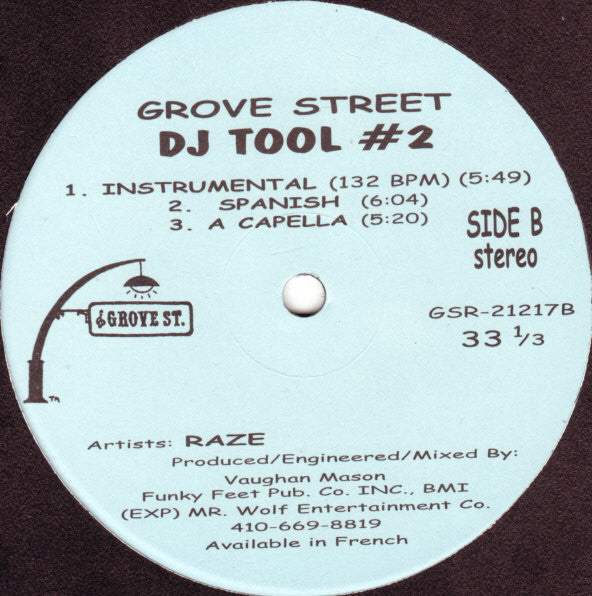 GROVE STREET
DJ TOOL #2
1. INSTRUMENTAL (132 BPM) (5:49)
2. SPANISH (6:04)
3. A CAPELLA (5:20)
SIDE B
stereo
GROVE ST.
TM
GSR-21217B
33 1/3
Artists: RAZE
Produced/Engineered/Mixed By:
Vaughan Mason
Funky Feet Pub. Co. INC., BMI
(EXP) MR. Wolf Entertainment Co.
410-669-8819
Available in French